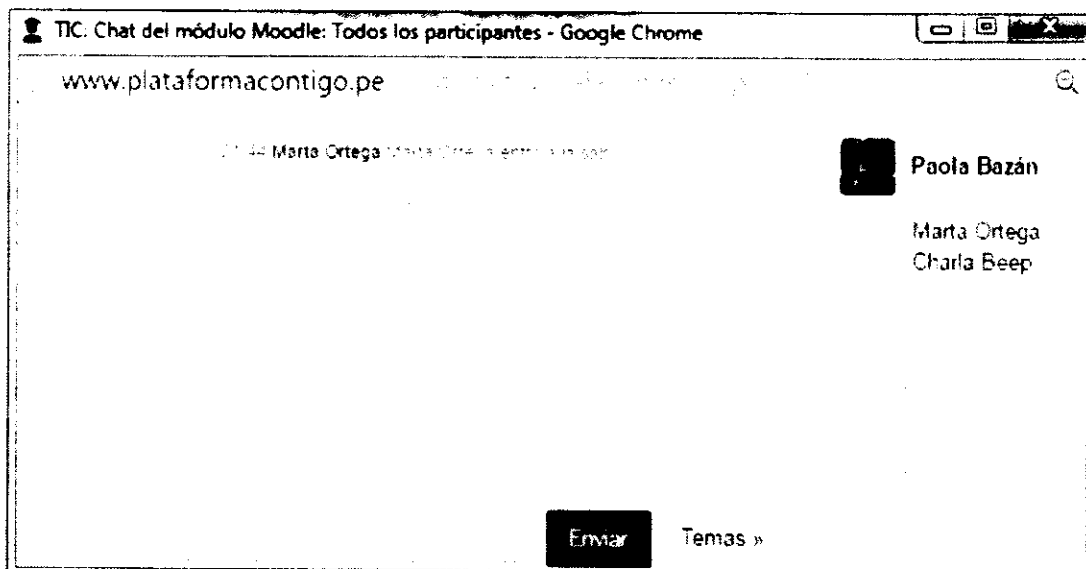 TIC. Chat del módulo Moodle: Todos los participantes - Google Chrome
www.plataformacontigo.pe
Marta Ortega
Paola Bazán
Marta Ortega
Charla Beep
Enviar Temas »